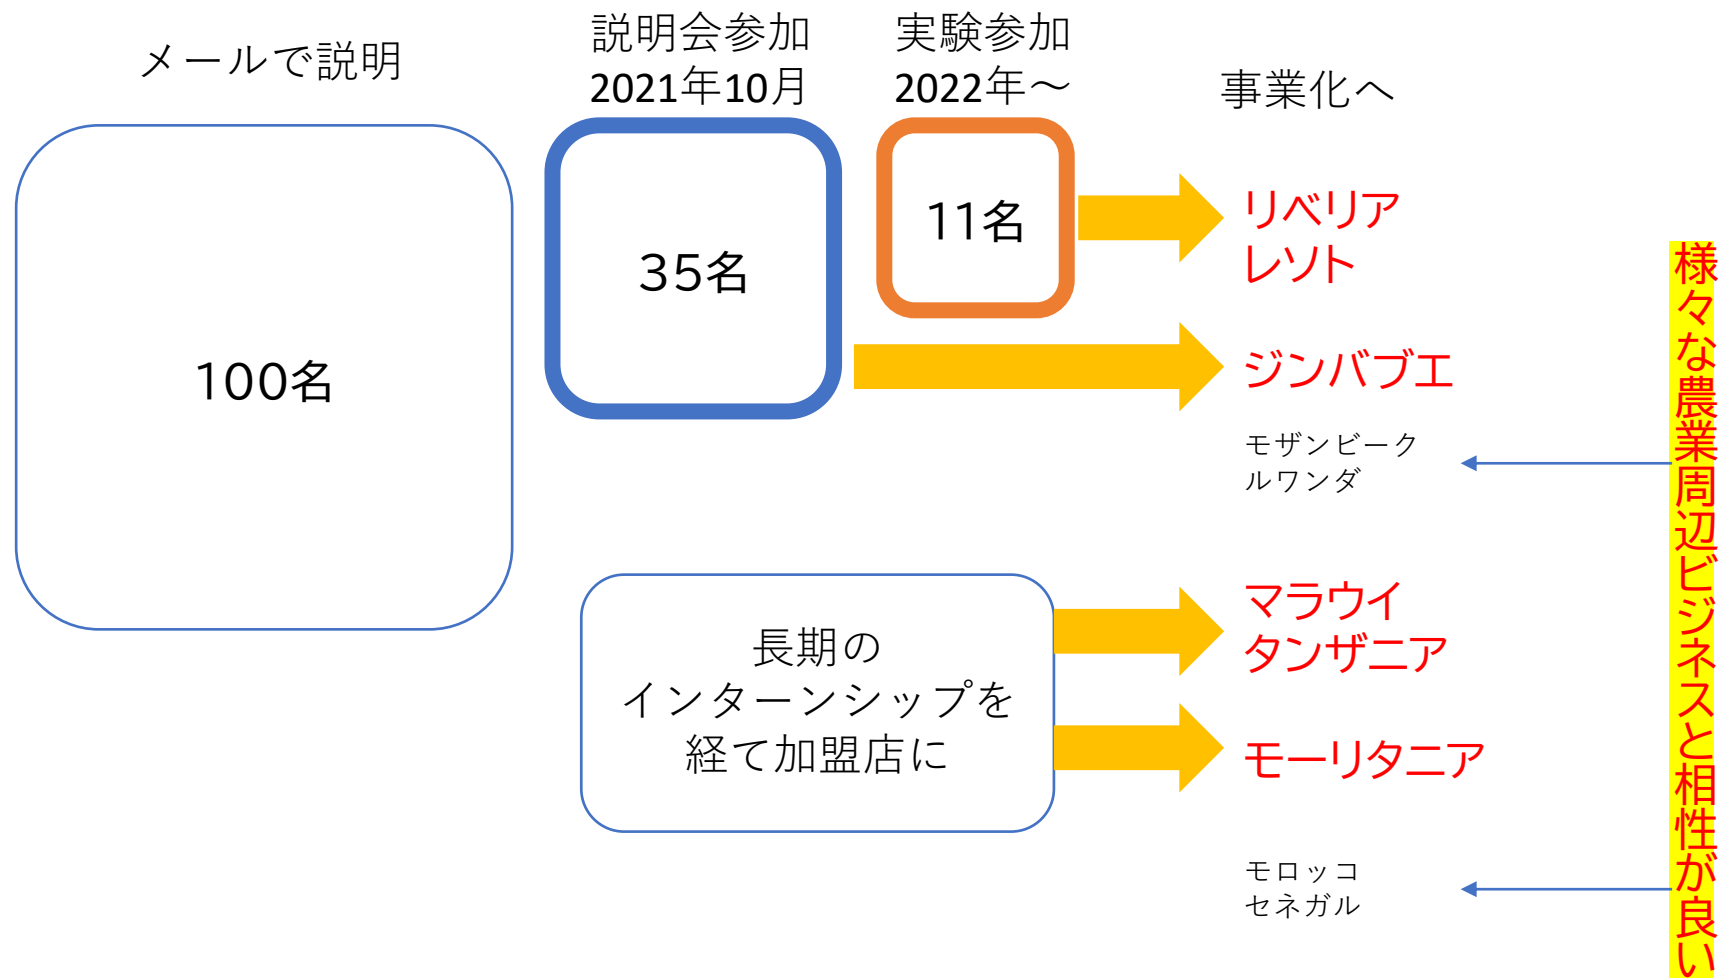 メールで説明
説明会参加
2021年10月
実験参加
2022年～
事業化へ
100名
35名
11名
リベリア
レソト
ジンバブエ
モザンビーク
ルワンダ
長期の
インターンシップを
経て加盟店に
マラウイ
タンザニア
モーリタニア
モロッコ
セネガル
様々な農業周辺ビジネスと相性が良い